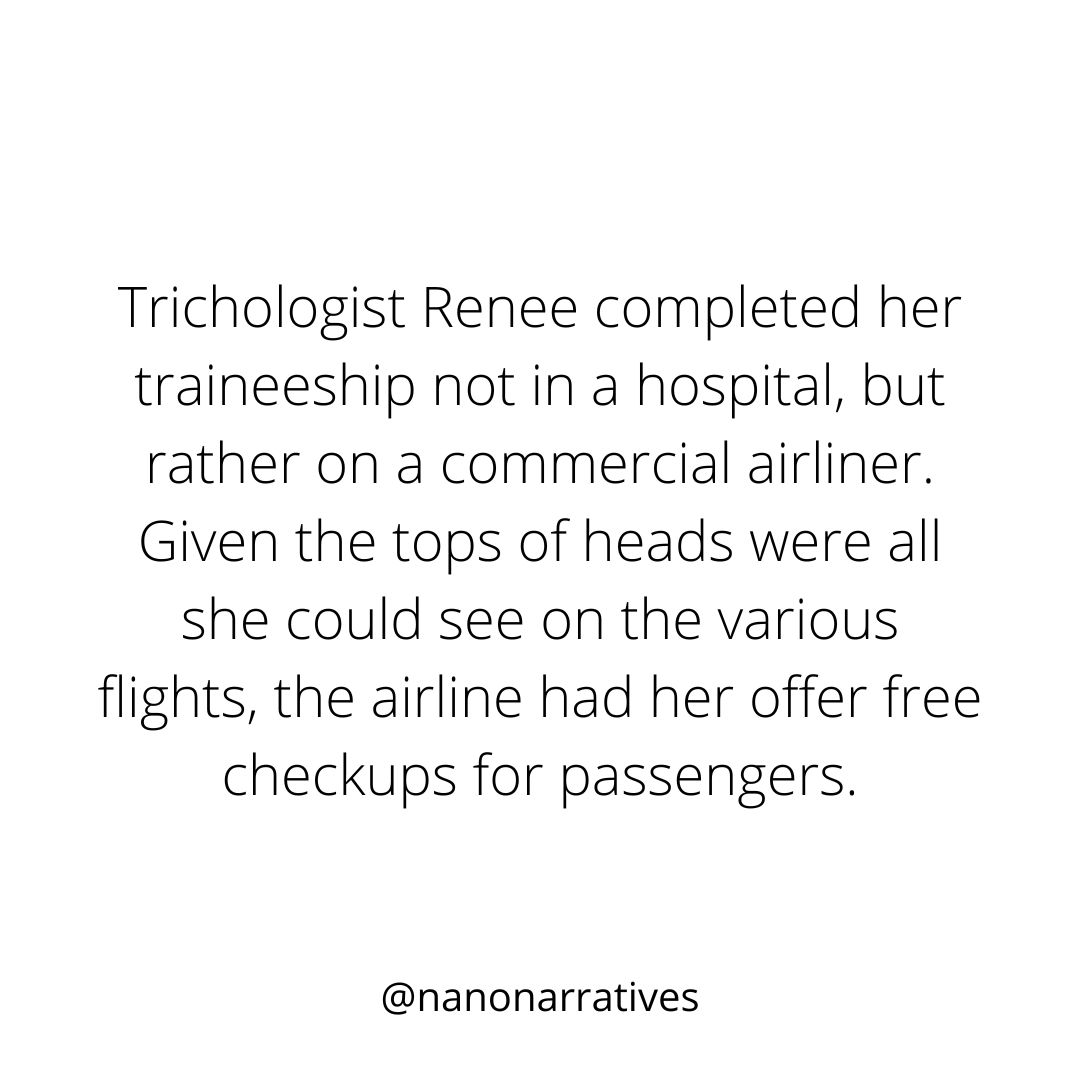 Trichologist Renee completed her
traineeship not in a hospital, but
rather on a commercial airliner.
Given the tops of heads were all
she could see on the various
flights, the airline had her offer free
checkups for passengers.
@nanonarratives